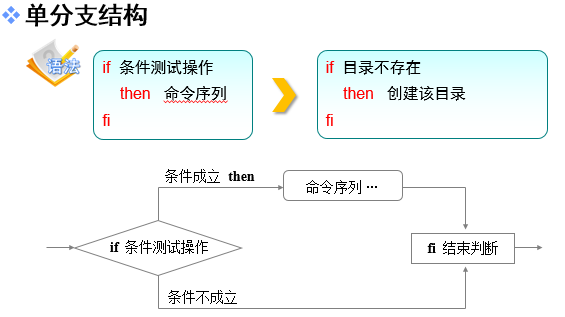 单分支结构
语法
if 条件测试操作
then 命令序列
fi
if 目录不存在
then 创建该目录
fi
条件成立 then
命令序列 …
if 条件测试操作
fi 结束判断
条件不成立